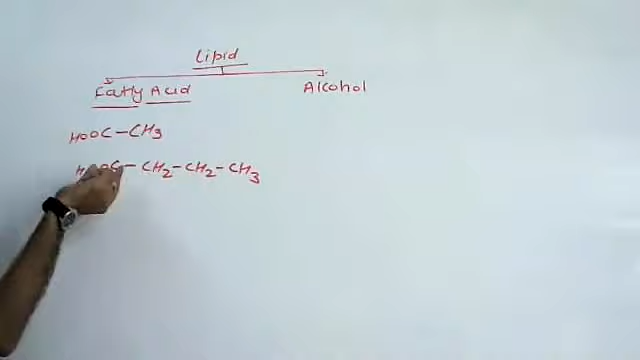 Lipid
Fatty Acid
Alcohol
HOOC-CH3
HOOC-CH2-CH2-CH3